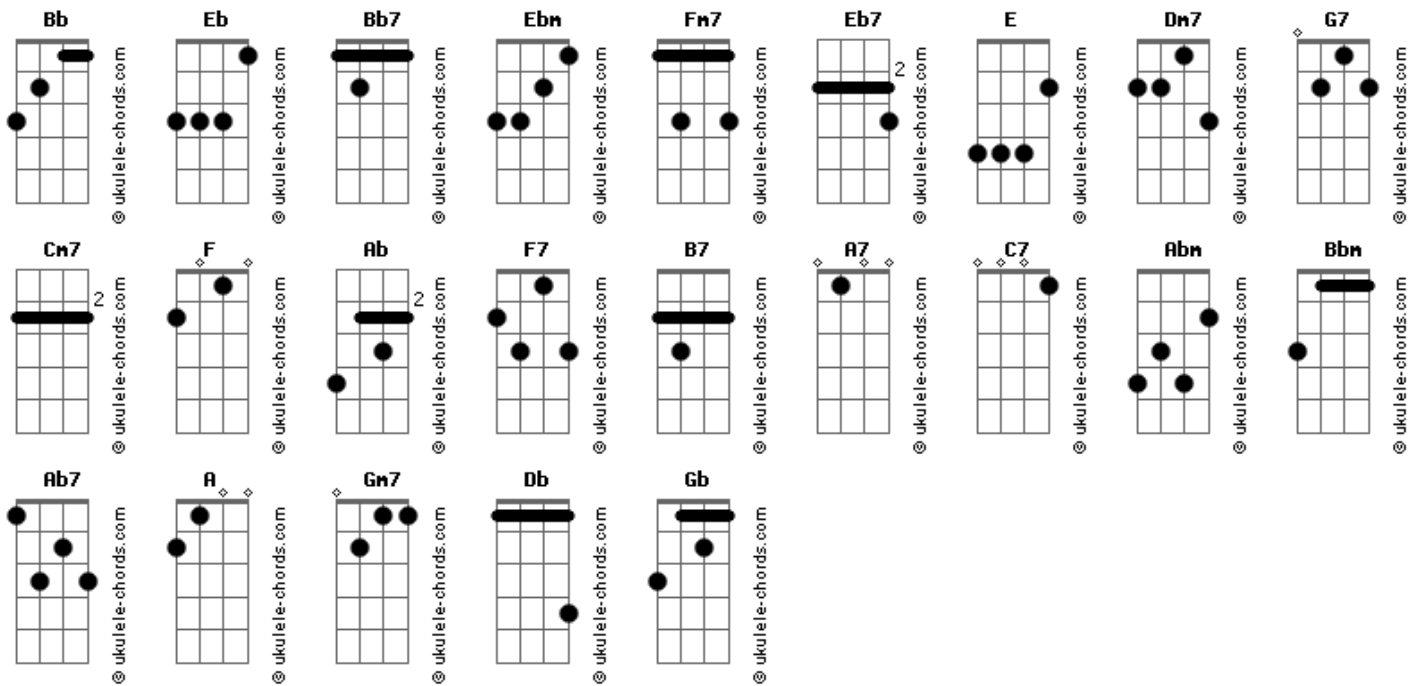 Bb Eb Bb7 Ebm Fm7 Eb7 E Dm7 G7
2
© ukulele-chords.com © ukulele-chords.com © ukulele-chords.com © ukulele-chords.com © ukulele-chords.com © ukulele-chords.com © ukulele-chords.com © ukulele-chords.com © ukulele-chords.com
Cm7 F Ab F7 B7 A7 C7 Abm Bbm
2 2
© ukulele-chords.com © ukulele-chords.com © ukulele-chords.com © ukulele-chords.com © ukulele-chords.com © ukulele-chords.com © ukulele-chords.com © ukulele-chords.com © ukulele-chords.com
Ab7 A Gm7 Db Gb
© ukulele-chords.com © ukulele-chords.com © ukulele-chords.com © ukulele-chords.com © ukulele-chords.com